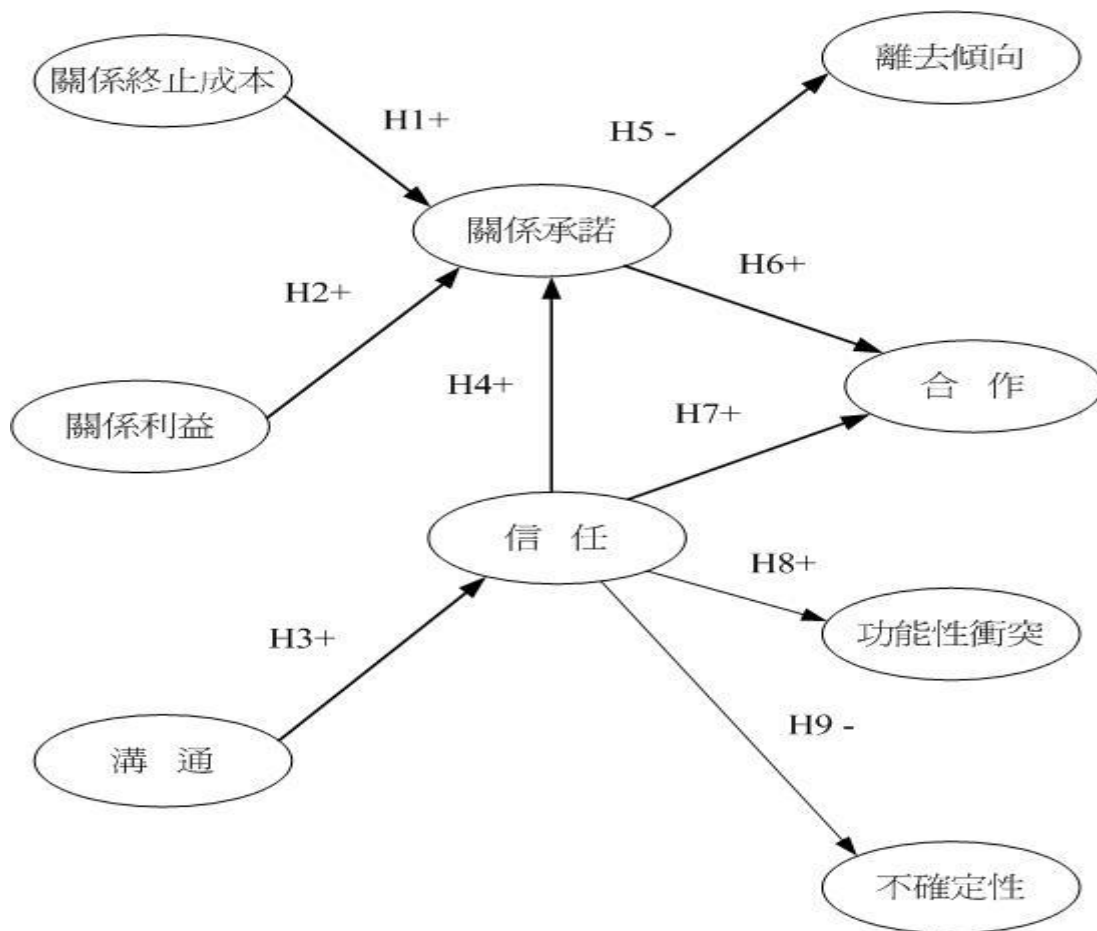 離去傾向
關係終止成本
H1+
H5 -
關係承諾
H6+
H2+
H4+
合 作
H7+
關係利益
信 任
H8+
功能性衝突
H3+
H9 -
溝 通
不確定性